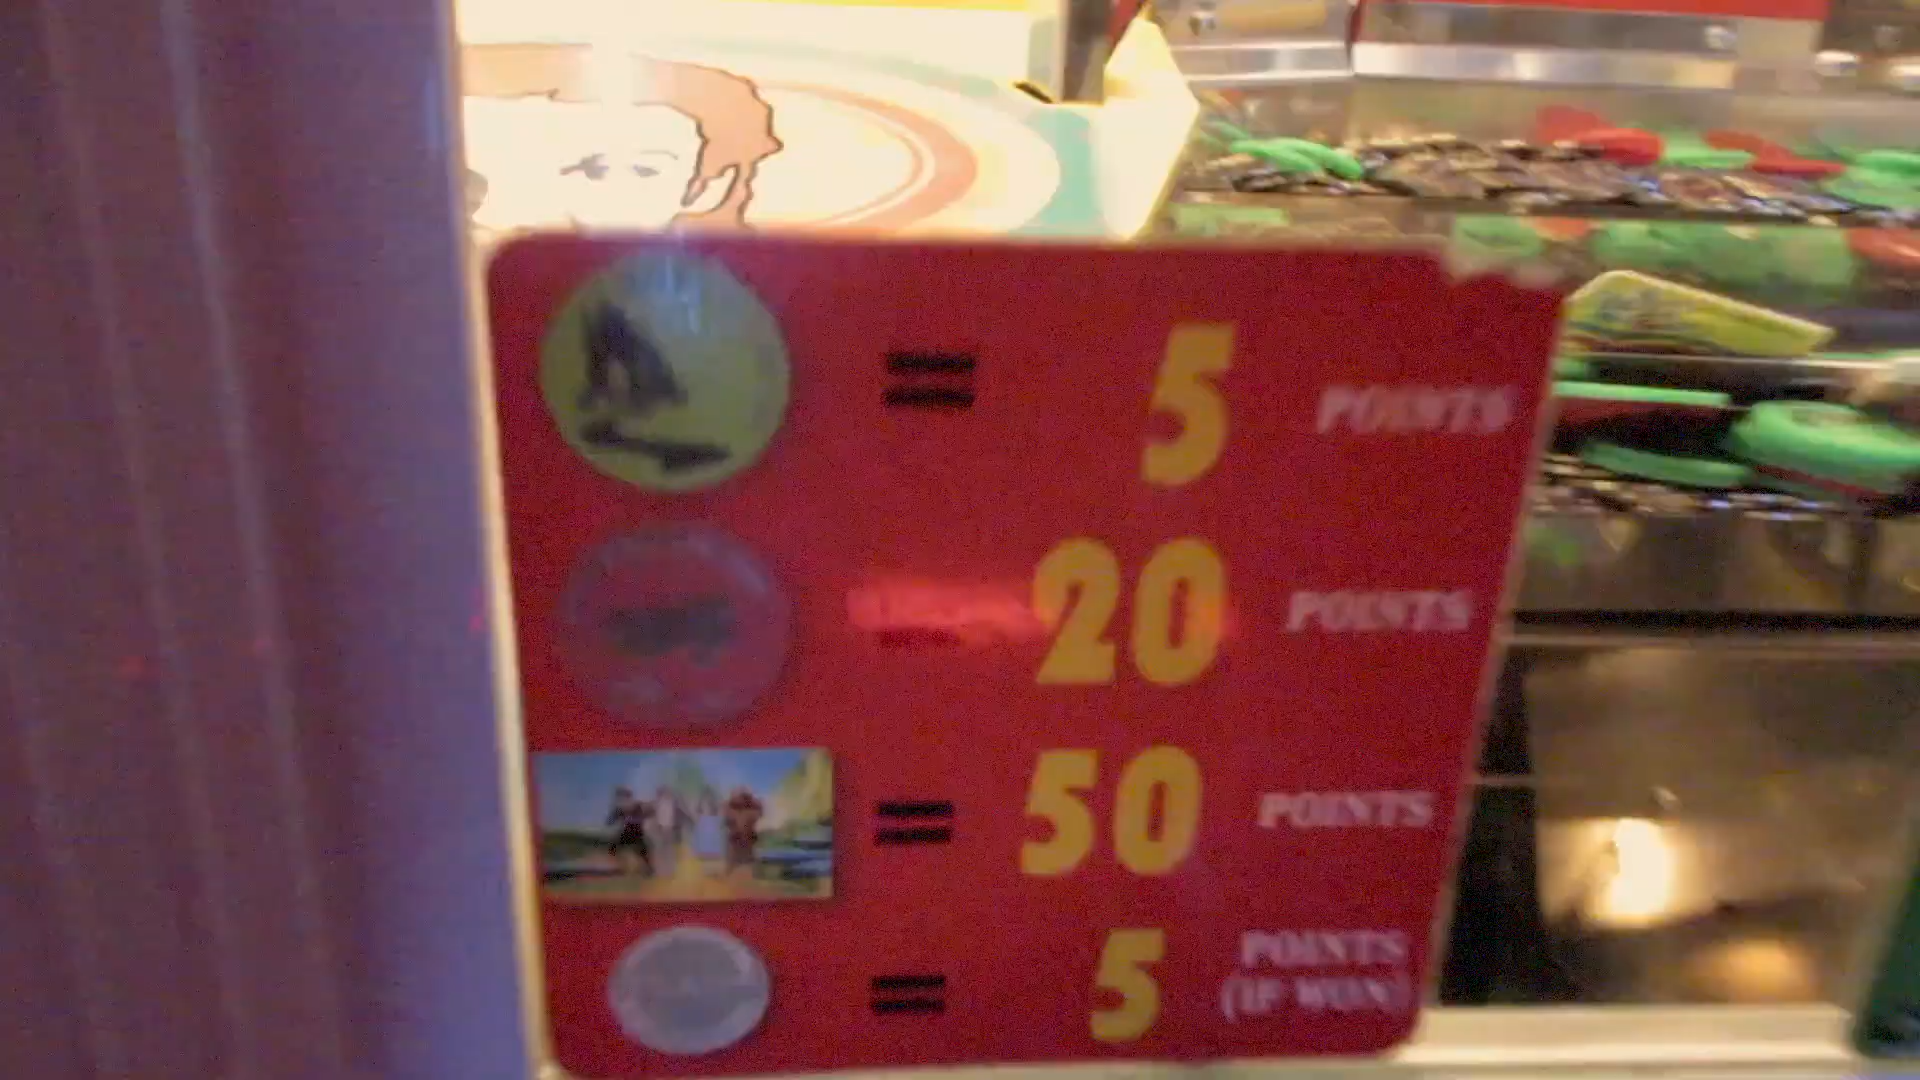 = 5 POINTS
20 POINTS
= 50 POINTS
= 5 POINTS
(IF WON)